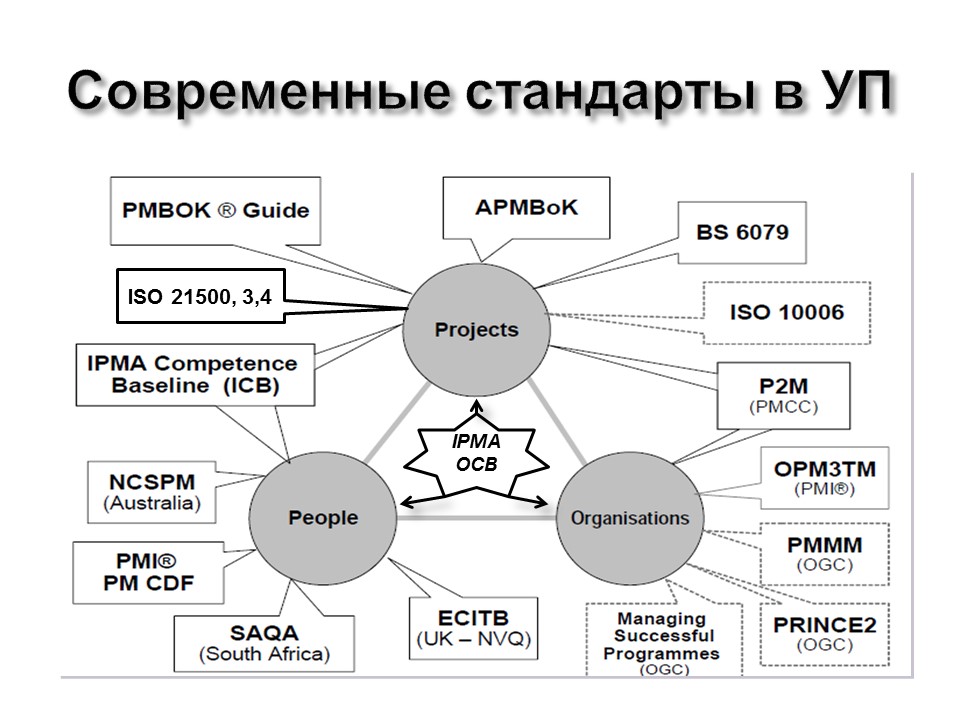 Современные стандарты в УП
PMBOK ® Guide
APMBoK
BS 6079
ISO 21500, 3,4
ISO 10006
Projects
IPMA Competence
Baseline (ICB)
P2M
(PMCC)
IPMA
OCB
NCSPM
(Australia)
OPM3TM
(PMI®)
People
Organisations
PMI®
PM CDF
PMMM
(OGC)
SAQA
(South Africa)
ECITB
(UK – NVQ)
Managing
Successful
Programmes
(OGC)
PRINCE2
(OGC)